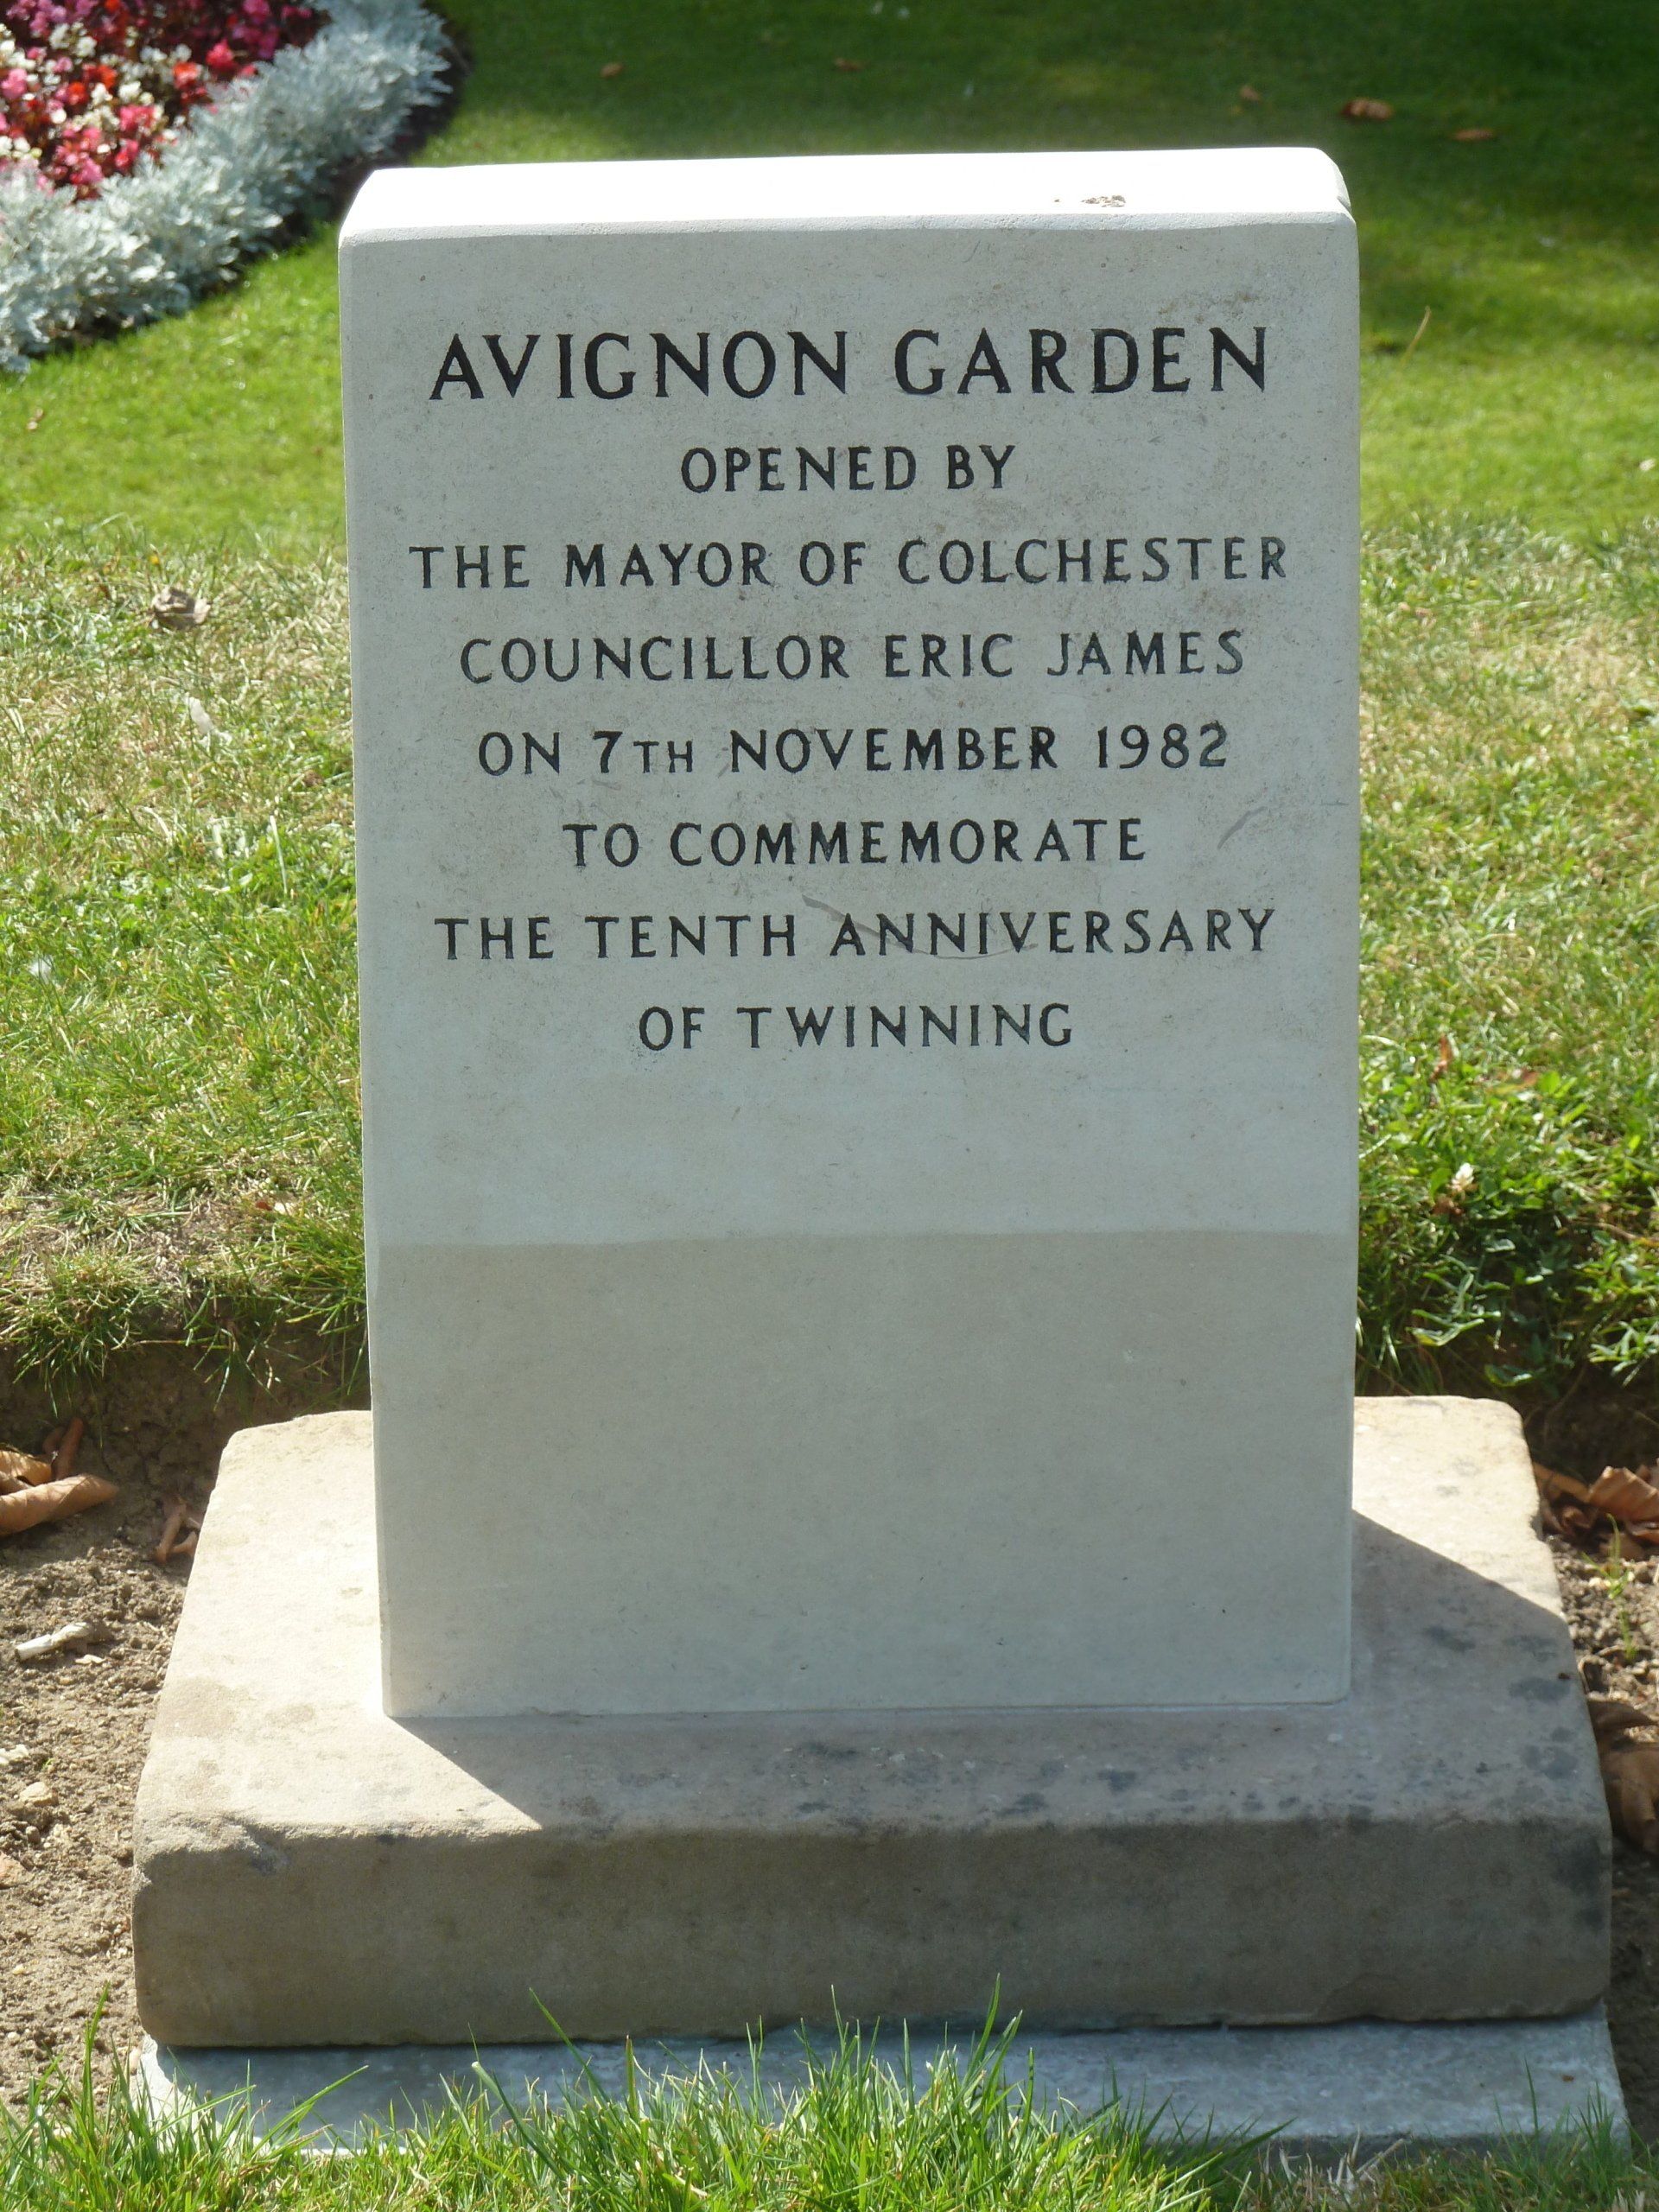 AVIGNON GARDEN
OPENED BY
THE MAYOR OF COLCHESTER
COUNCILLOR ERIC JAMES
ON 7TH NOVEMBER 1982
TO COMMEMORATE
THE TENTH ANNIVERSARY
OF TWINNING